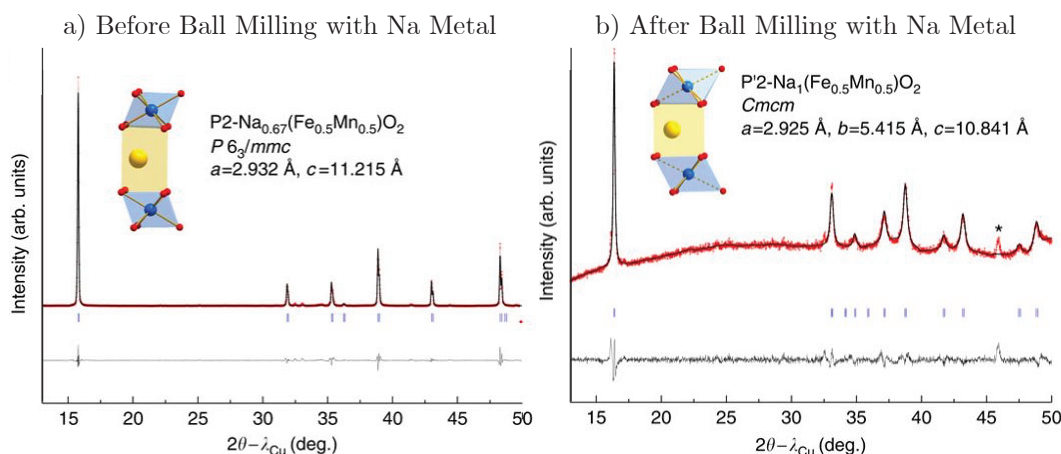 a) Before Ball Milling with Na Metal
Intensity (arb. units)
P2-Na0.67(Fe0.5Mn0.5)O2
P 63/mmc
a=2.932 Å, c=11.215 Å
15 20 25 30 35 40 45 50
2θ−λCu (deg.)
b) After Ball Milling with Na Metal
Intensity (arb. units)
P'2-Na1(Fe0.5Mn0.5)O2
Cmcm
a=2.925 Å, b=5.415 Å, c=10.841 Å
*
15 20 25 30 35 40 45 50
2θ−λCu (deg.)